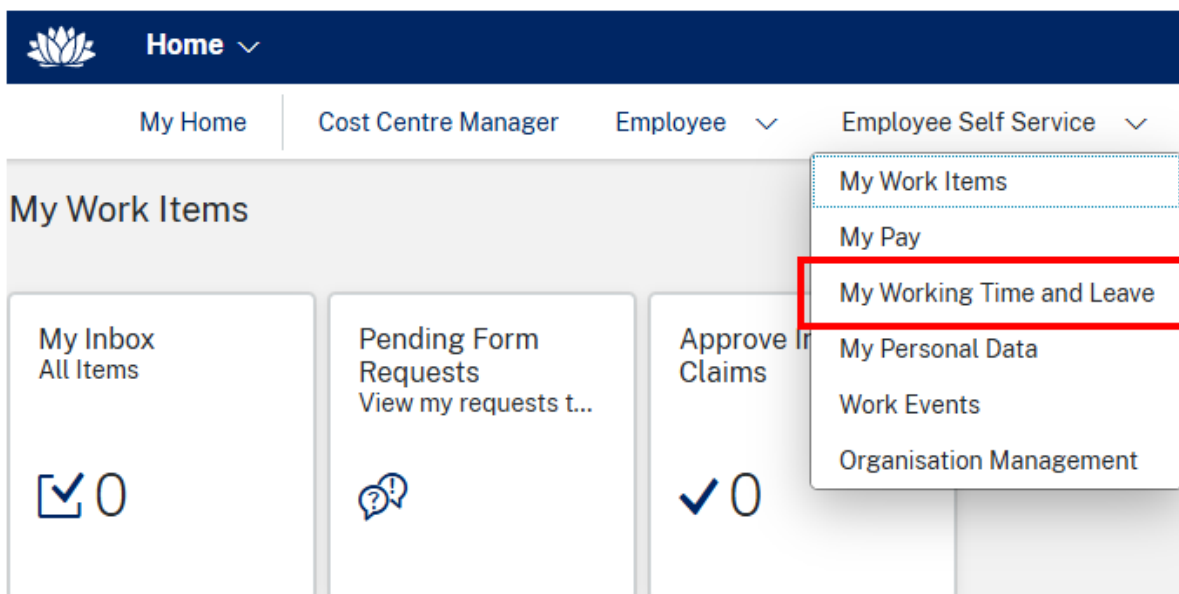 Home
My Home
Cost Centre Manager
Employee
Employee Self Service
My Work Items
My Work Items
My Pay
My Working Time and Leave
My Personal Data
Work Events
Organisation Management
My Inbox
All Items
0
Pending Form
Requests
View my requests t...
Approve
Claims
0